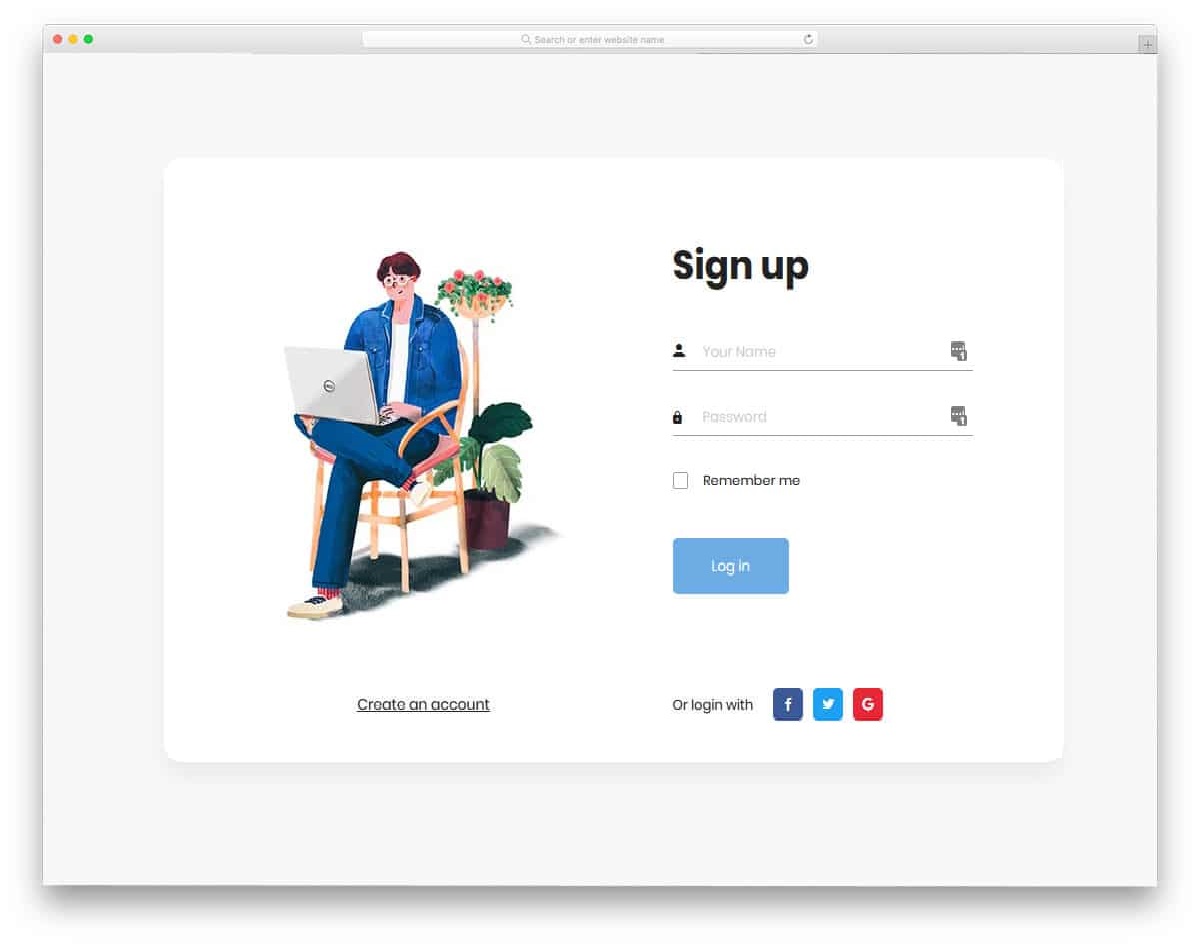 Search or enter website name
Sign up
Your Name
Password
Remember me
Log in
Create an account
Or login with